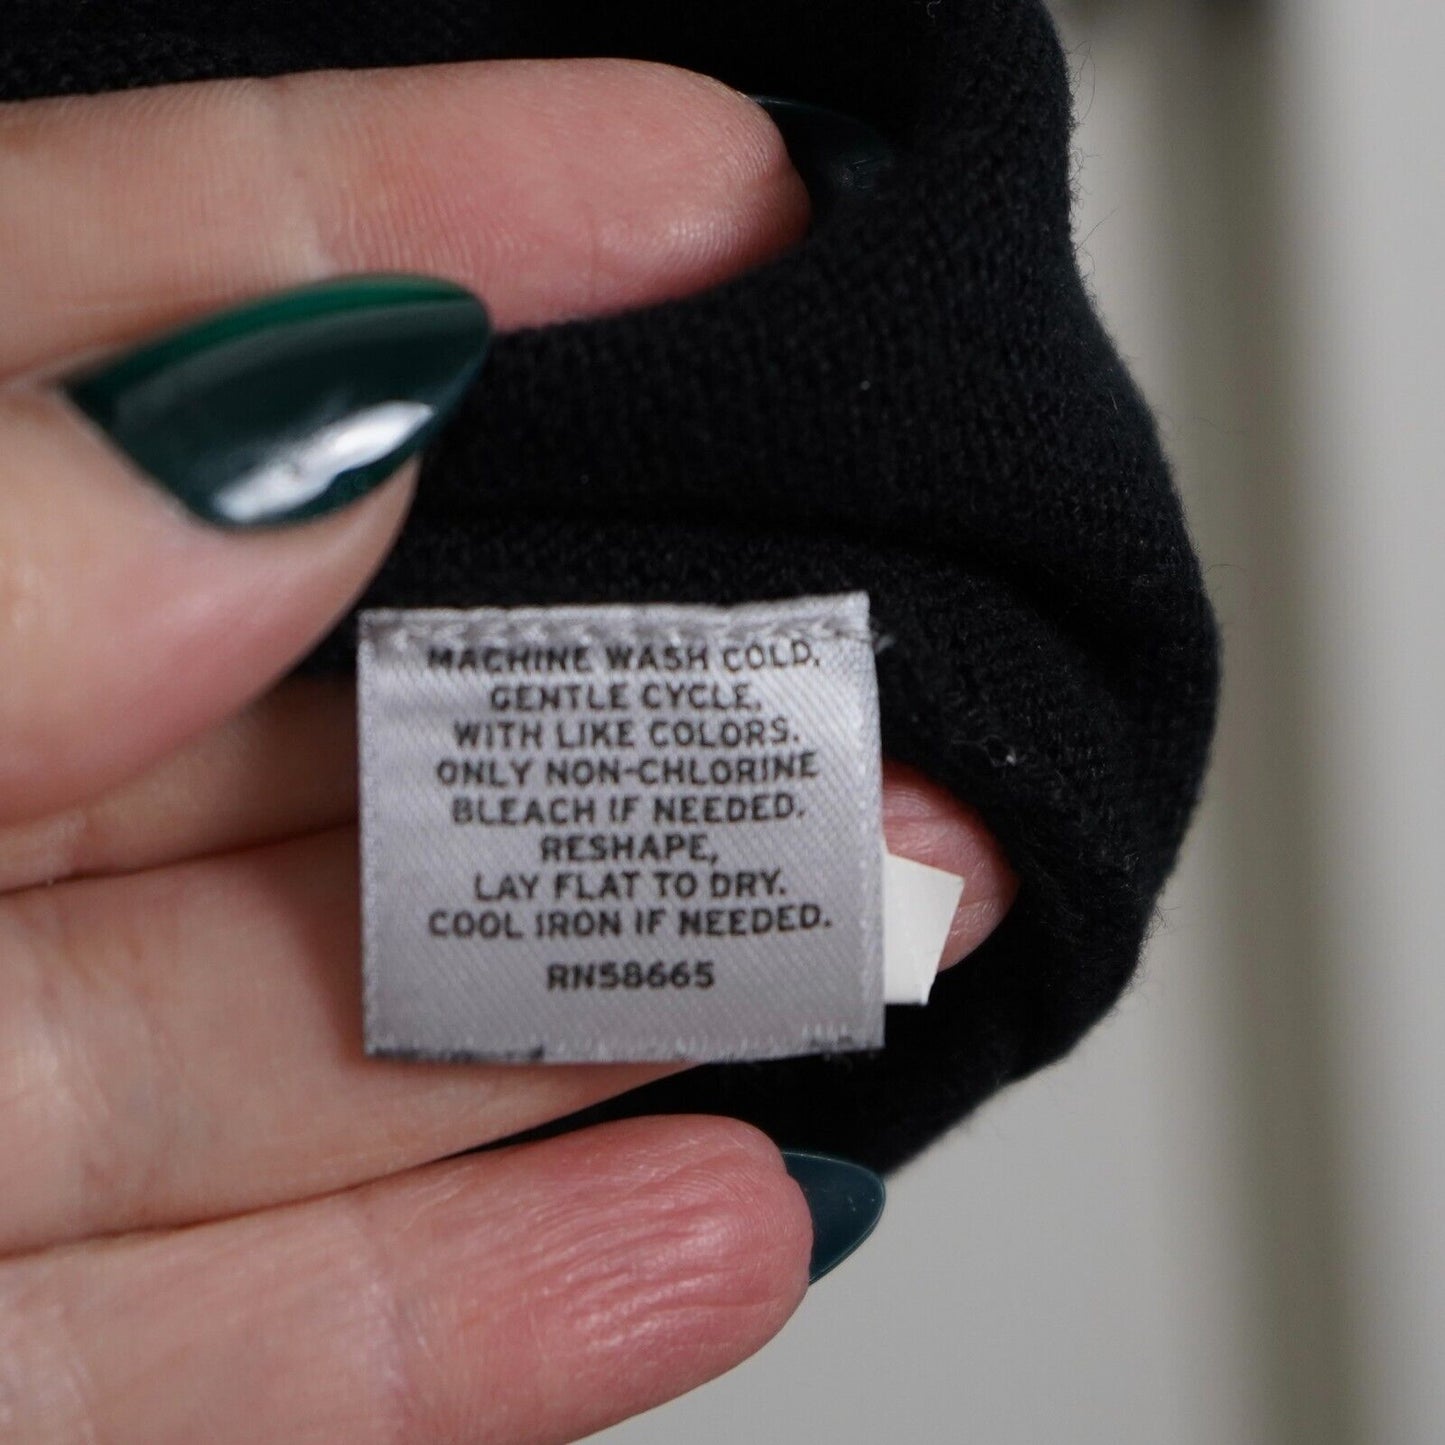 MACHINE WASH COLD,
GENTLE CYCLE,
WITH LIKE COLORS.
ONLY NON-CHLORINE
BLEACH IF NEEDED.
RESHAPE,
LAY FLAT TO DRY.
COOL IRON IF NEEDED.
RN58665